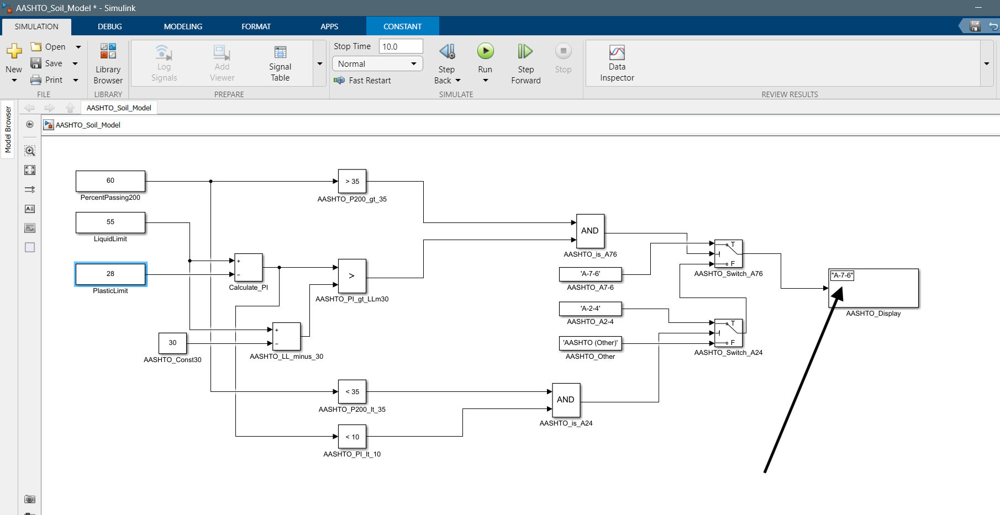 AASHTO_Soil_Model * - Simulink
SIMULATION
DEBUG
MODELING
FORMAT
APPS
CONSTANT
New
Open
Save
Print
FILE
Library
Browser
LIBRARY
Log
Signals
Add
Viewer
Signal
Table
PREPARE
Stop Time
10.0
Normal
Fast Restart
Step
Back
Run
Step
Forward
Stop
SIMULATE
Data
Inspector
REVIEW RESULTS
Model Browser
AASHTO_Soil_Model
AASHTO_Soil_Model
60
PercentPassing200
55
LiquidLimit
28
PlasticLimit
+
−
Calculate_PI
30
AASHTO_Const30
+
−
AASHTO_LL_minus_30
> 35
AASHTO_P200_gt_35
>
AASHTO_PI_gt_LLm30
< 35
AASHTO_P200_lt_35
< 10
AASHTO_PI_lt_10
AND
AASHTO_is_A76
'A-7-6'
AASHTO_A7-6
'A-2-4'
AASHTO_A2-4
'AASHTO (Other)'
AASHTO_Other
AND
AASHTO_is_A24
T
F
AASHTO_Switch_A76
T
F
AASHTO_Switch_A24
"A-7-6"
AASHTO_Display